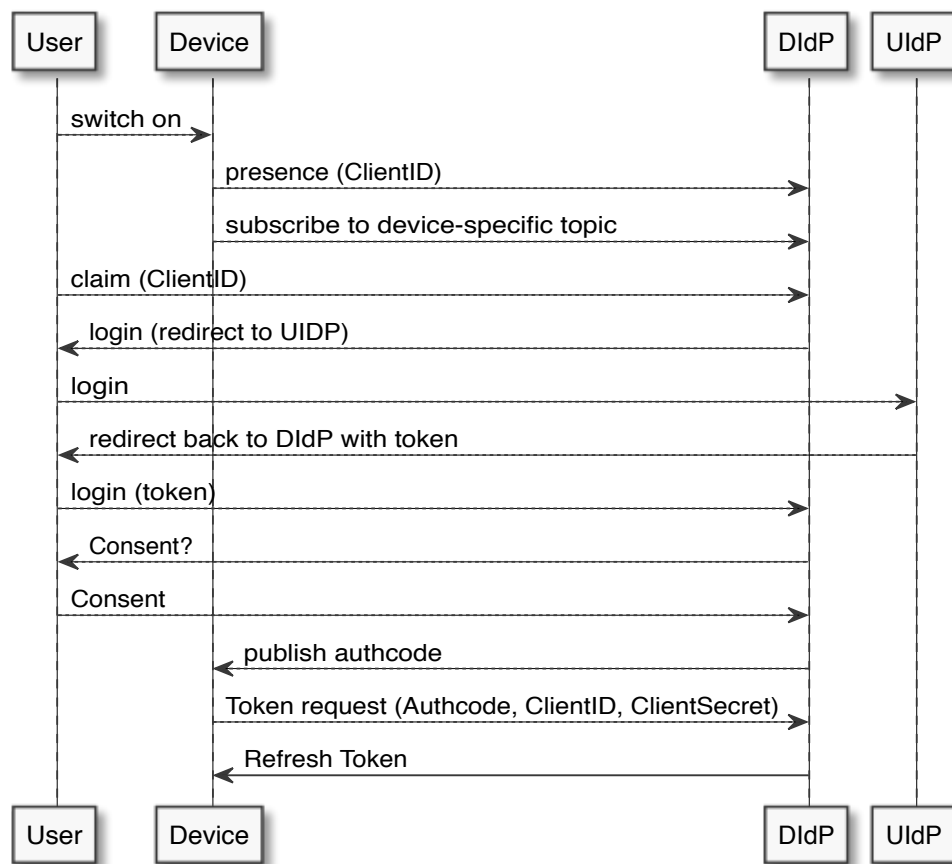 User Device DIdP UIdP
switch on
presence (ClientID)
subscribe to device-specific topic
claim (ClientID)
login (redirect to UIDP)
login
redirect back to DIdP with token
login (token)
Consent?
Consent
publish authcode
Token request (Authcode, ClientID, ClientSecret)
Refresh Token
User Device DIdP UIdP